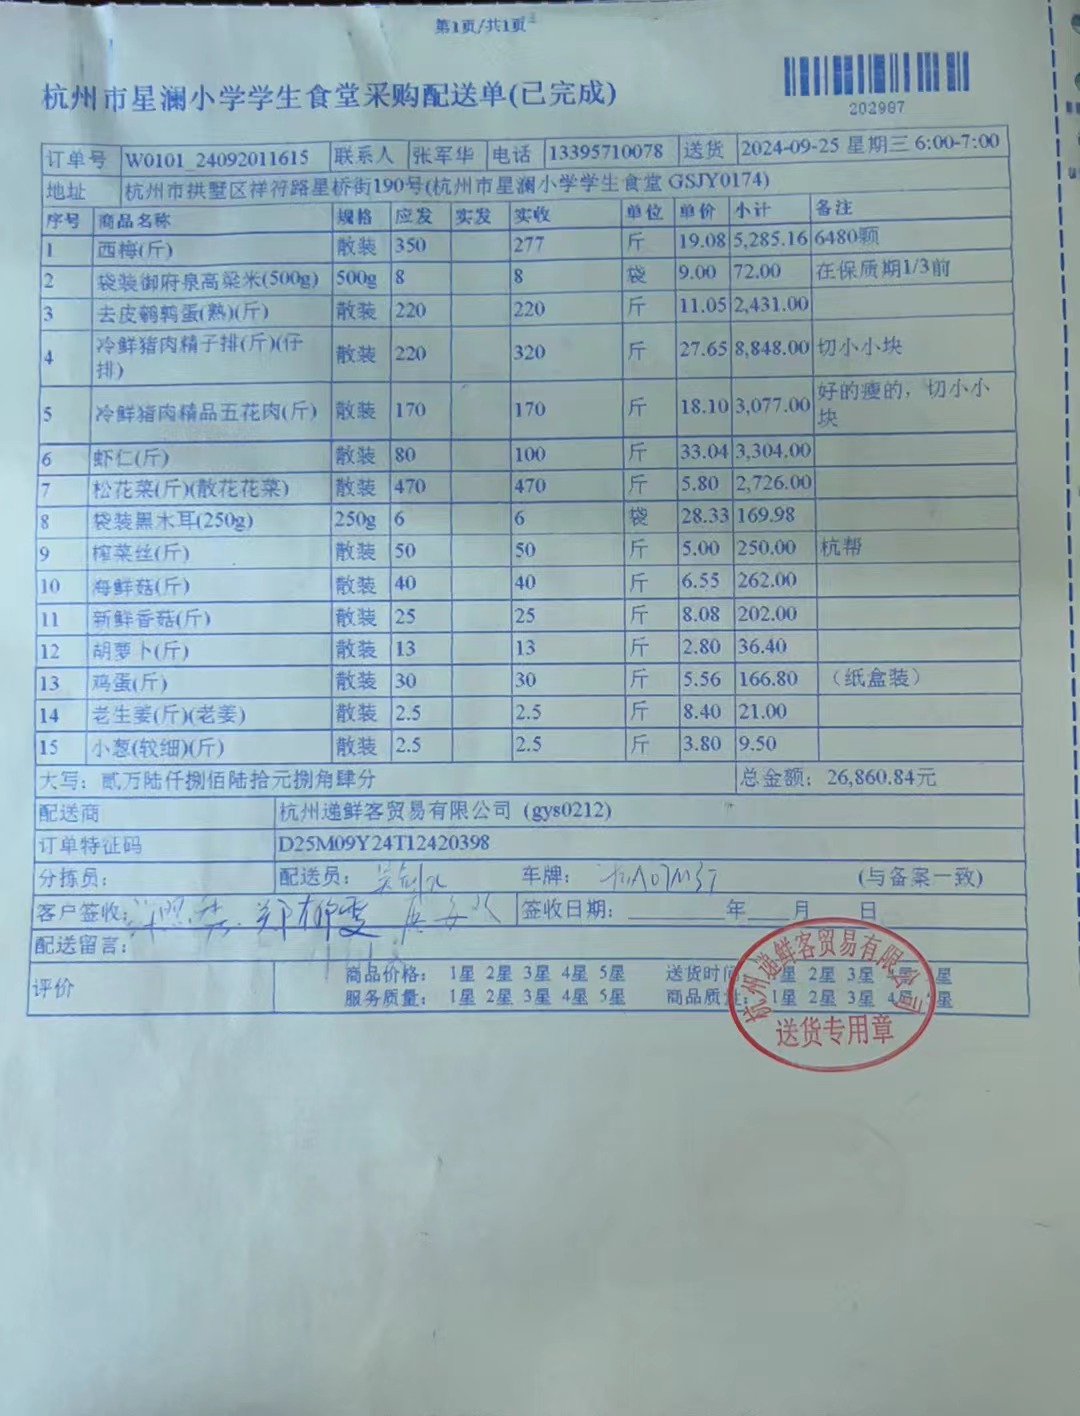 第1页/共1页
杭州市星澜小学学生食堂采购配送单(已完成)
202987
订单号 W0101_24092011615 联系人 张军华 电话 13395710078 送货 2024-09-25 星期三 6:00-7:00
地址 杭州市拱墅区祥符路星桥街190号(杭州市星澜小学学生食堂 GSJY0174)
序号 商品名称 规格 应发 实发 实收 单位 单价 小计 备注
1 西梅(斤) 散装 350 277 斤 19.08 5,285.16 6480颗
2 袋装御府泉高粱米(500g) 500g 8 8 袋 9.00 72.00 在保质期1/3前
3 去皮鹌鹑蛋(熟)(斤) 散装 220 220 斤 11.05 2,431.00
4 冷鲜猪肉精子排(斤)(仔排) 散装 220 320 斤 27.65 8,848.00 切小小块
5 冷鲜猪肉精品五花肉(斤) 散装 170 170 斤 18.10 3,077.00 好的瘦的，切小小块
6 虾仁(斤) 散装 80 100 斤 33.04 3,304.00
7 松花菜(斤)(散花花菜) 散装 470 470 斤 5.80 2,726.00
8 袋装黑木耳(250g) 250g 6 6 袋 28.33 169.98
9 榨菜丝(斤) 散装 50 50 斤 5.00 250.00 杭帮
10 海鲜菇(斤) 散装 40 40 斤 6.55 262.00
11 新鲜香菇(斤) 散装 25 25 斤 8.08 202.00
12 胡萝卜(斤) 散装 13 13 斤 2.80 36.40
13 鸡蛋(斤) 散装 30 30 斤 5.56 166.80 （纸盒装）
14 老生姜(斤)(老姜) 散装 2.5 2.5 斤 8.40 21.00
15 小葱(较细)(斤) 散装 2.5 2.5 斤 3.80 9.50
大写：贰万陆仟捌佰陆拾元捌角肆分 总金额：26,860.84元
配送商 杭州递鲜客贸易有限公司 (gys0212)
订单特征码 D25M09Y24T12420398
分拣员： 配送员： 车牌： (与备案一致)
客户签收： 签收日期： 年 月 日
配送留言：
评价 商品价格： 1星 2星 3星 4星 5星 送货时间 星 2星 3星 4星 星
服务质量： 1星 2星 3星 4星 5星 商品质量： 1星 2星 3星 4星 星
杭州递鲜客贸易有限公司
送货专用章